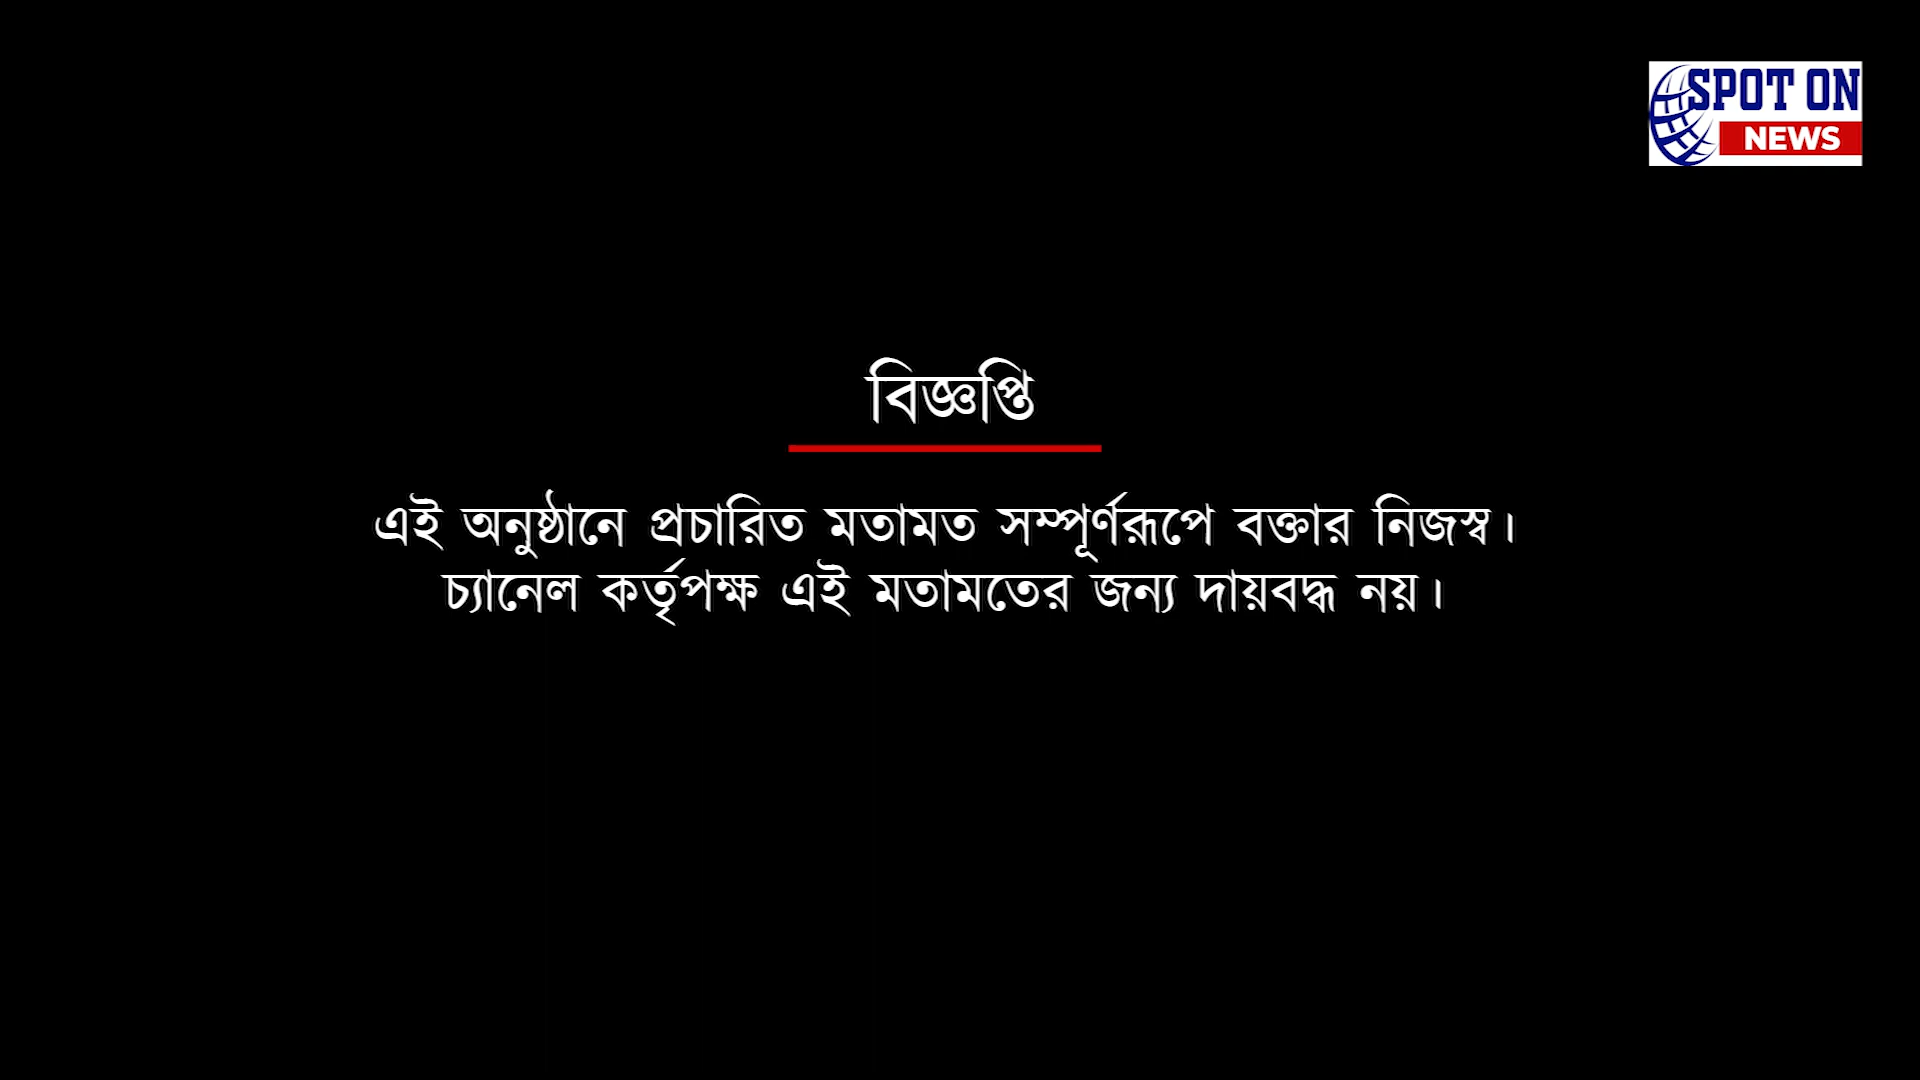 SPOT ON
NEWS
বিজ্ঞপ্তি
এই অনুষ্ঠানে প্রচারিত মতামত সম্পূর্ণরূপে বক্তার নিজস্ব।
চ্যানেল কর্তৃপক্ষ এই মতামতের জন্য দায়বদ্ধ নয়।